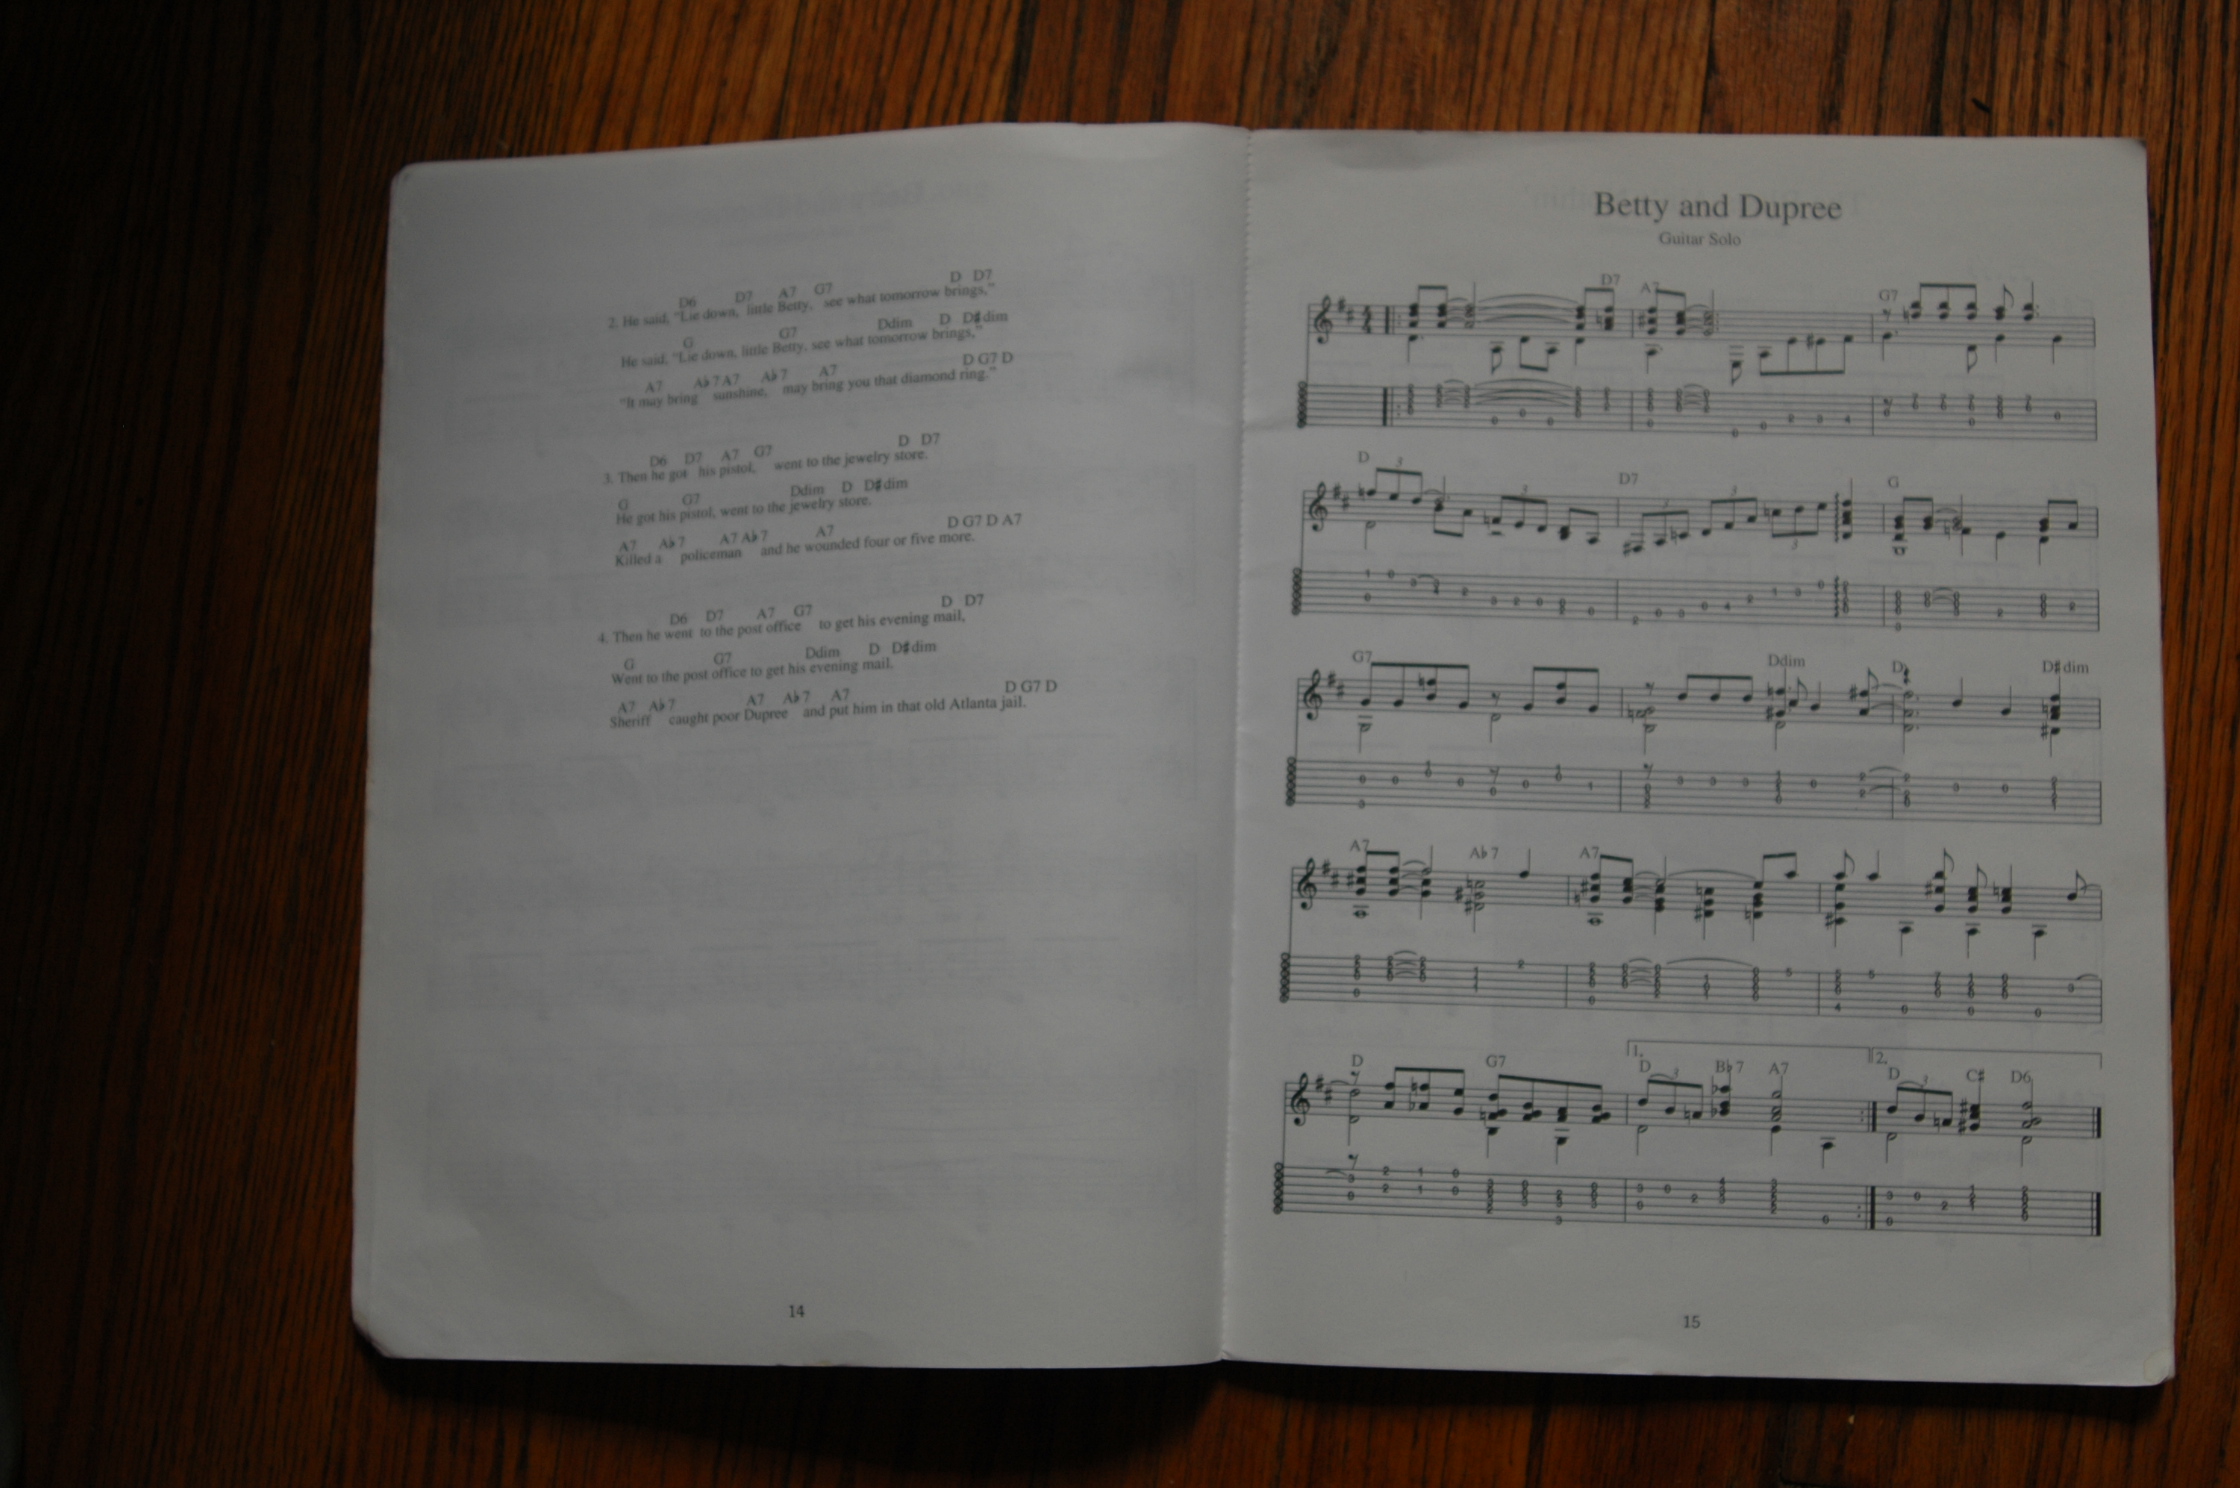 D6 D7 A7 G7 D D7
2. He said, “Lie down, little Betty, see what tomorrow brings,”
G G7 Ddim D D♯dim
He said, “Lie down, little Betty, see what tomorrow brings,”
A7 A♭7 A7 A♭7 A7 D G7 D
“It may bring sunshine, may bring you that diamond ring.”
D6 D7 A7 G7 D D7
3. Then he got his pistol, went to the jewelry store.
G G7 Ddim D D♯dim
He got his pistol, went to the jewelry store.
A7 A♭7 A7 A♭7 A7 D G7 D A7
Killed a policeman and he wounded four or five more.
D6 D7 A7 G7 D D7
4. Then he went to the post office to get his evening mail,
G G7 Ddim D D♯dim
Went to the post office to get his evening mail.
A7 A♭7 A7 A♭7 A7 D G7 D
Sheriff caught poor Dupree and put him in that old Atlanta jail.
14
Betty and Dupree
Guitar Solo
D7 A7 G7
D D7 G
G7 Ddim D D♯dim
A7 A♭7 A7
1. 2.
D G7 D B♭7 A7 D C♯ D6
15